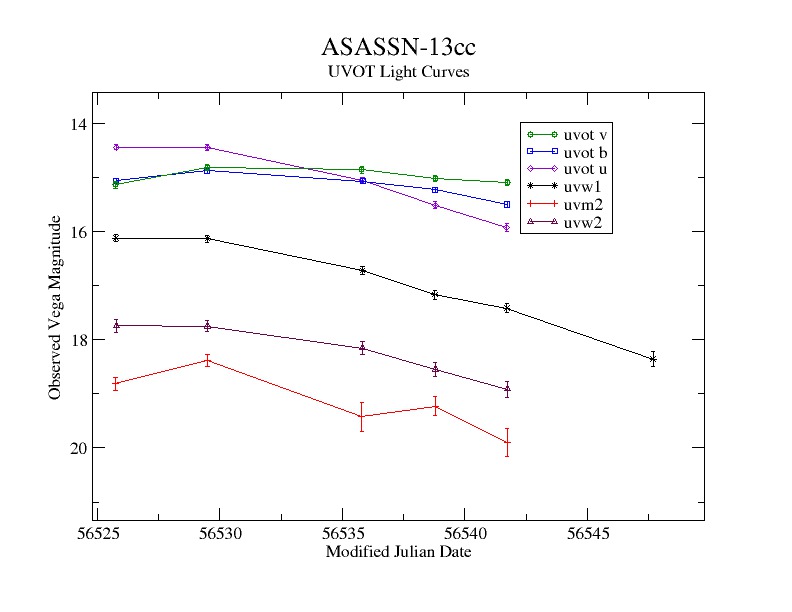 ASASSN-13cc
UVOT Light Curves
14
16
18
20
Observed Vega Magnitude
uvot v
uvot b
uvot u
uvw1
uvm2
uvw2
56525 56530 56535 56540 56545
Modified Julian Date